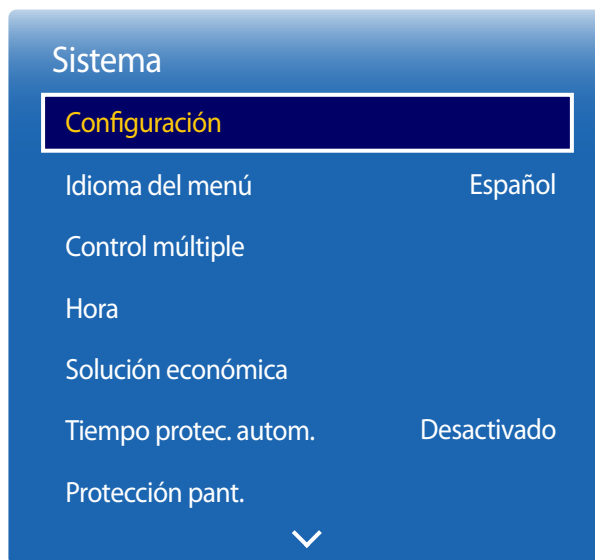 Sistema
Configuración
Idioma del menú Español
Control múltiple
Hora
Solución económica
Tiempo protec. autom. Desactivado
Protección pant.